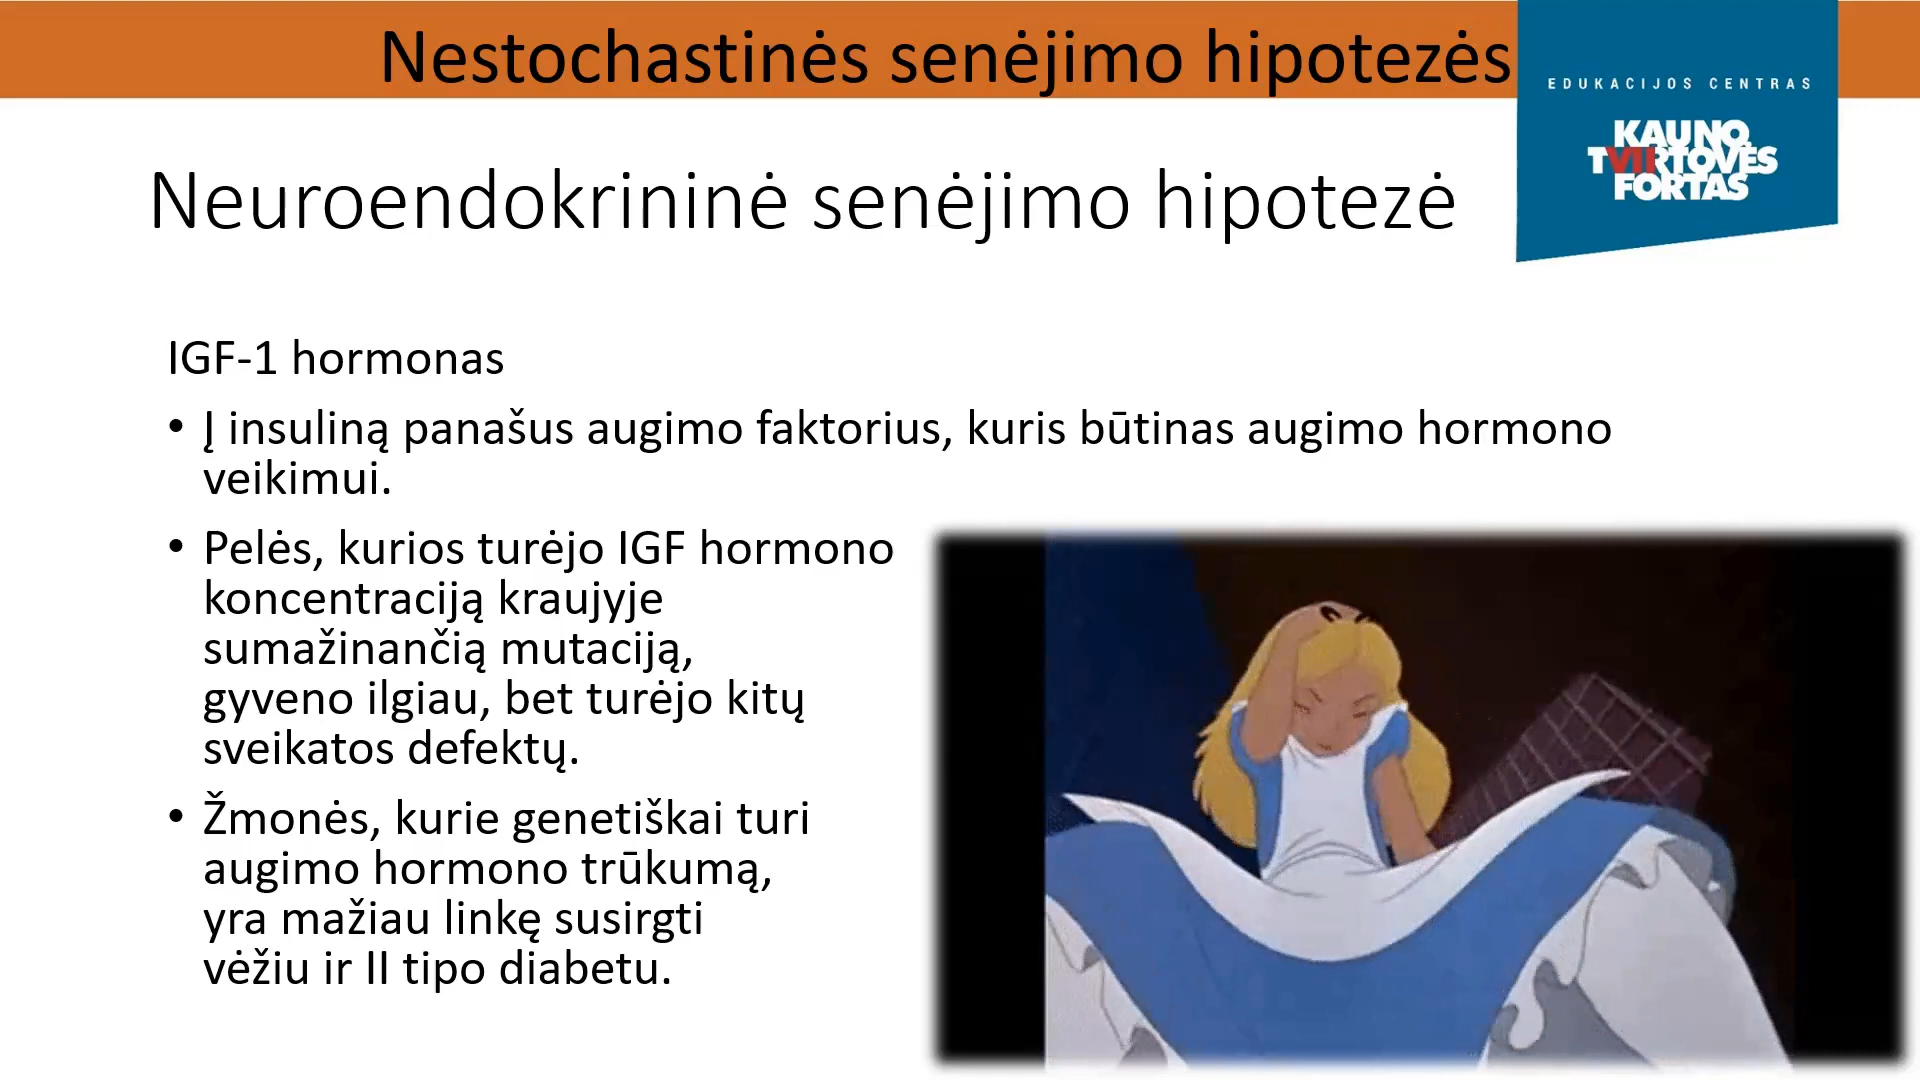 Nestochastinės senėjimo hipotezės
EDUKACIJOS CENTRAS
KAUNO
TVIRTOVĖS
FORTAS
Neuroendokrininė senėjimo hipotezė
IGF-1 hormonas
• Į insuliną panašus augimo faktorius, kuris būtinas augimo hormono
veikimui.
• Pelės, kurios turėjo IGF hormono
koncentraciją kraujyje
sumažinančią mutaciją,
gyveno ilgiau, bet turėjo kitų
sveikatos defektų.
• Žmonės, kurie genetiškai turi
augimo hormono trūkumą,
yra mažiau linkę susirgti
vėžiu ir II tipo diabetu.